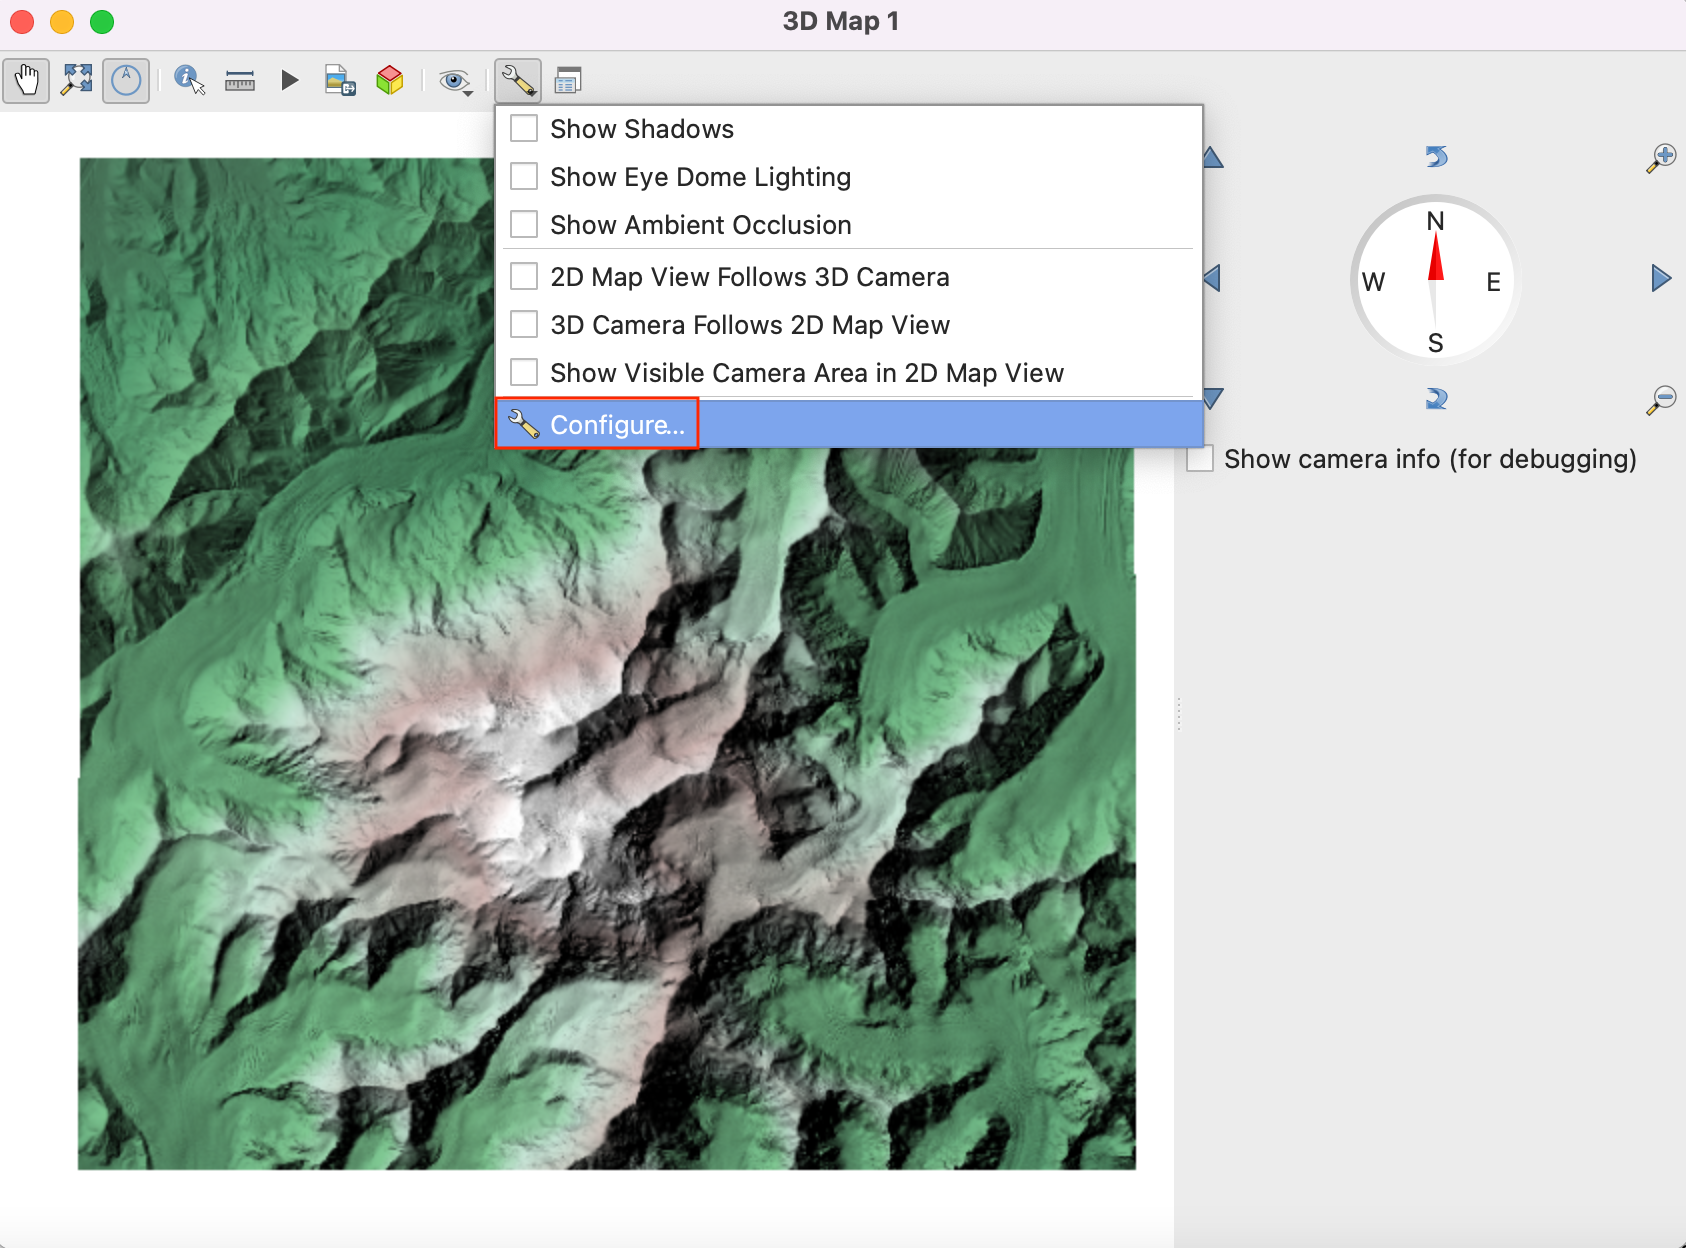 3D Map 1
Show Shadows
Show Eye Dome Lighting
Show Ambient Occlusion
2D Map View Follows 3D Camera
3D Camera Follows 2D Map View
Show Visible Camera Area in 2D Map View
Configure...
N
W
E
S
Show camera info (for debugging)